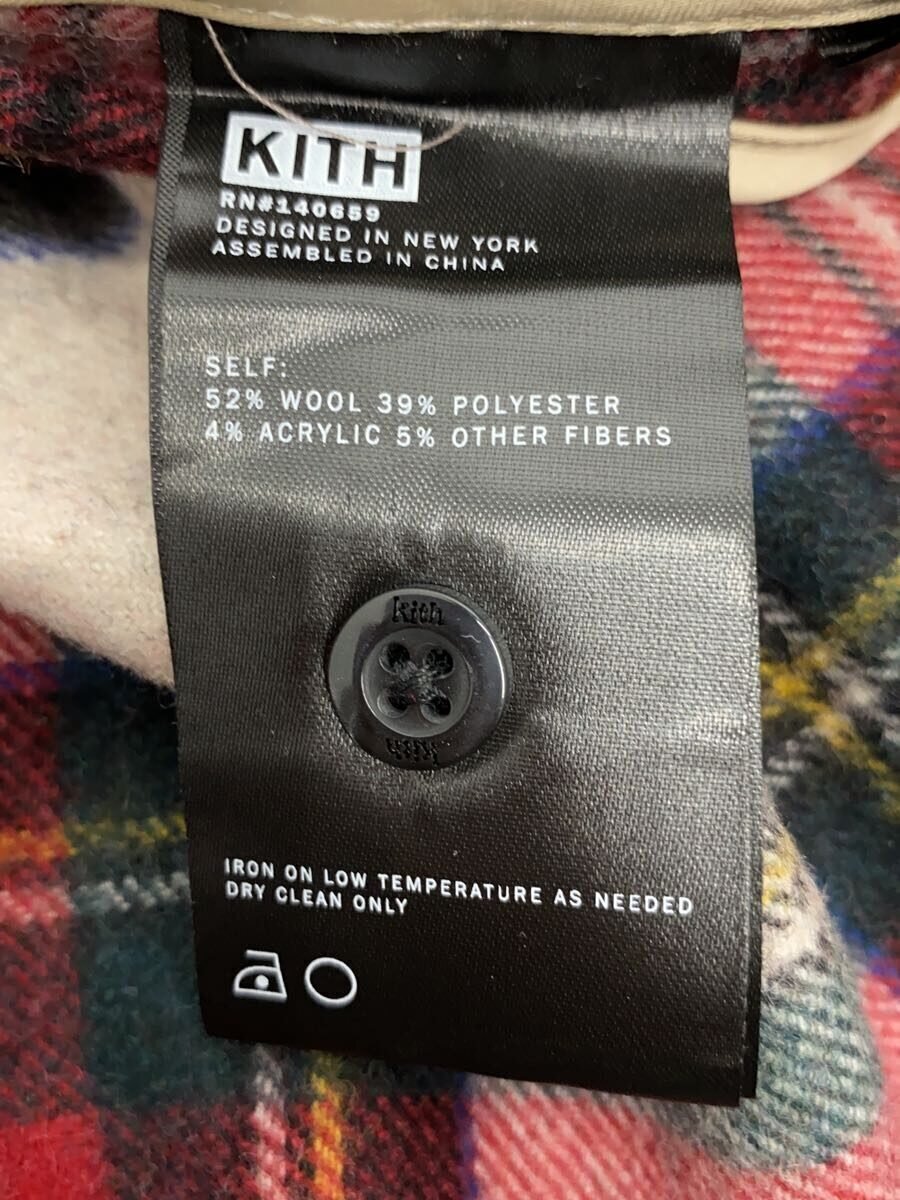 KITH
RN#140659
DESIGNED IN NEW YORK
ASSEMBLED IN CHINA
SELF:
52% WOOL 39% POLYESTER
4% ACRYLIC 5% OTHER FIBERS
kith
kith
IRON ON LOW TEMPERATURE AS NEEDED
DRY CLEAN ONLY